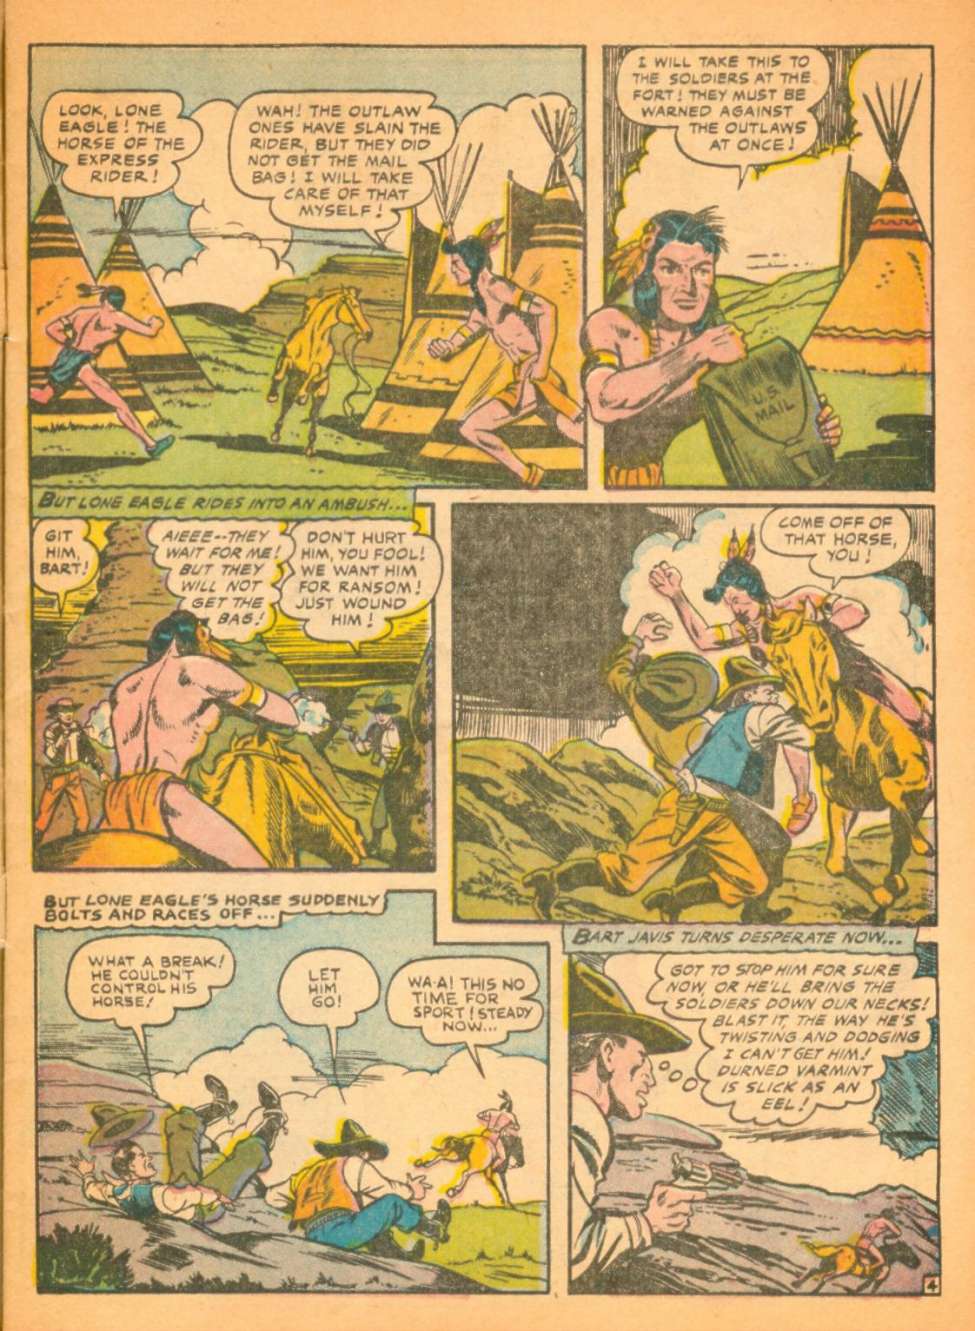 LOOK, LONE
EAGLE! THE
HORSE OF THE
EXPRESS
RIDER!
WAH! THE OUTLAW
ONES HAVE SLAIN THE
RIDER, BUT THEY DID
NOT GET THE MAIL
BAG! I WILL TAKE
CARE OF THAT
MYSELF!
I WILL TAKE THIS TO
THE SOLDIERS AT THE
FORT! THEY MUST BE
WARNED AGAINST
THE OUTLAWS
AT ONCE!
U.S.
MAIL
BUT LONE EAGLE RIDES INTO AN AMBUSH...
GIT
HIM,
BART!
AIEEE--THEY
WAIT FOR ME!
BUT THEY
WILL NOT
GET THE
BAG!
DON'T HURT
HIM, YOU FOOL!
WE WANT HIM
FOR RANSOM!
JUST WOUND
HIM!
COME OFF OF
THAT HORSE,
YOU!
BUT LONE EAGLE'S HORSE SUDDENLY
BOLTS AND RACES OFF...
WHAT A BREAK!
HE COULDN'T
CONTROL HIS
HORSE!
LET
HIM
GO!
WA-A! THIS NO
TIME FOR
SPORT! STEADY
NOW...
BART JAVIS TURNS DESPERATE NOW...
GOT TO STOP HIM FOR SURE
NOW, OR HE'LL BRING THE
SOLDIERS DOWN OUR NECKS!
BLAST IT, THE WAY HE'S
TWISTING AND DODGING
I CAN'T GET HIM!
DURNED VARMINT
IS SLICK AS AN
EEL!
4